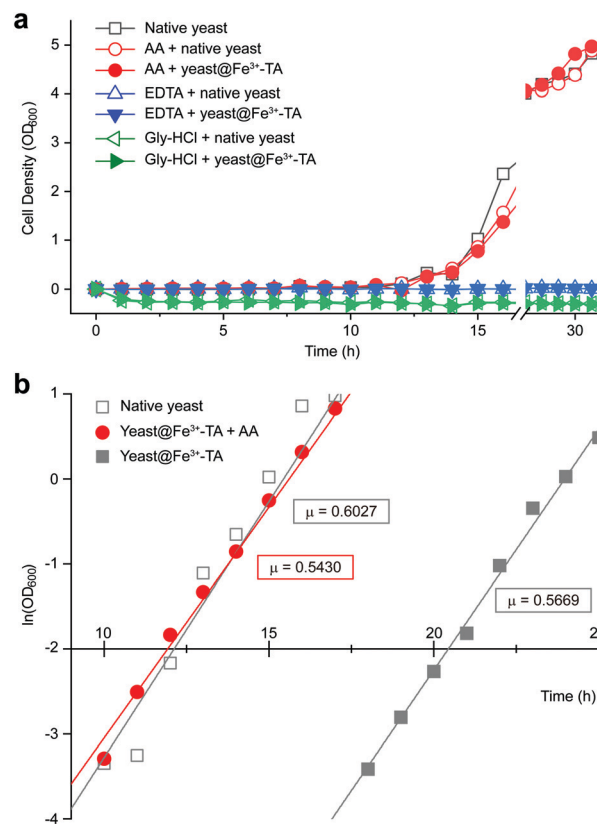 a
Native yeast
AA + native yeast
AA + yeast@Fe³⁺-TA
EDTA + native yeast
EDTA + yeast@Fe³⁺-TA
Gly-HCl + native yeast
Gly-HCl + yeast@Fe³⁺-TA
Cell Density (OD₆₀₀)
5
4
3
2
1
0
0 5 10 15 30
Time (h)
b
Native yeast
Yeast@Fe³⁺-TA + AA
Yeast@Fe³⁺-TA
ln(OD₆₀₀)
1
0
-1
-2
-3
-4
μ = 0.6027
μ = 0.5430
μ = 0.5669
10 15 20 2
Time (h)